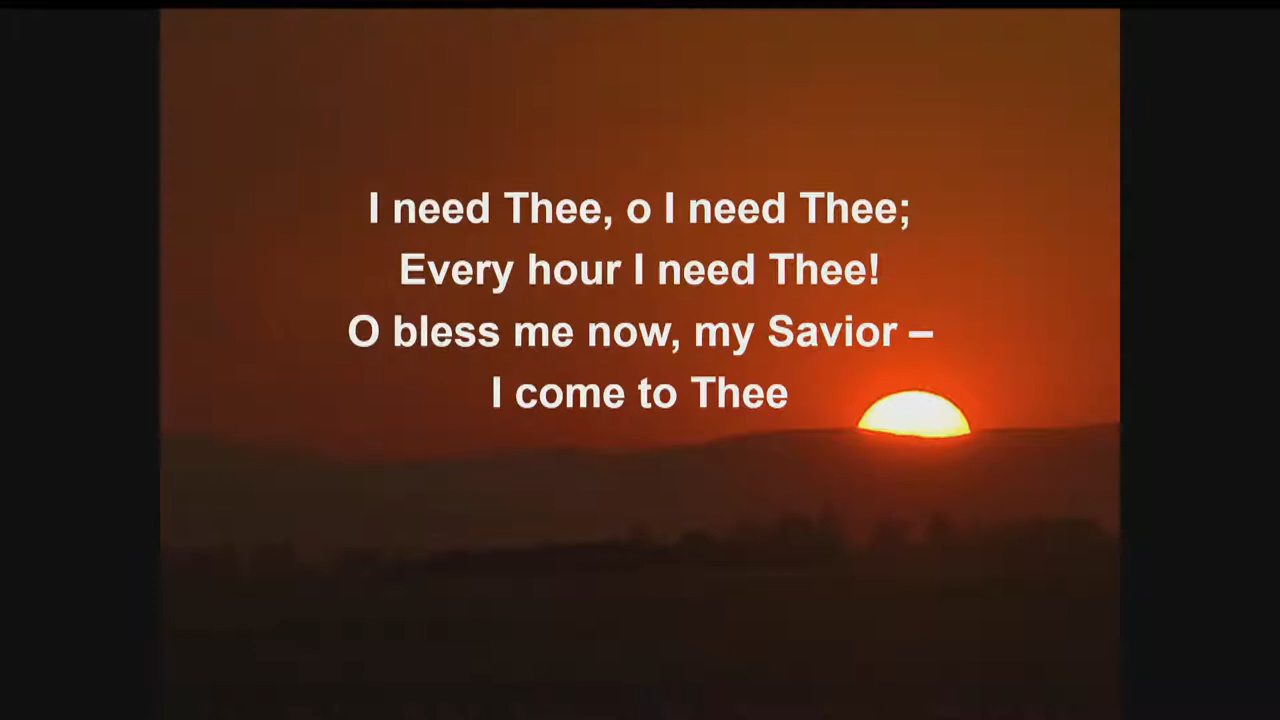 I need Thee, o I need Thee;
Every hour I need Thee!
O bless me now, my Savior –
I come to Thee